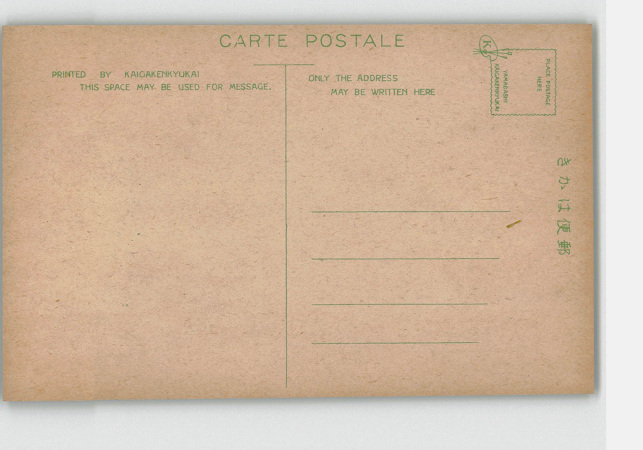 CARTE POSTALE
PRINTED BY KAIGAKENKYUKAI
THIS SPACE MAY BE USED FOR MESSAGE.
ONLY THE ADDRESS
MAY BE WRITTEN HERE
K
PLACE POSTAGE
HERE
KAIGAKENKYUKAI
きかは便郵